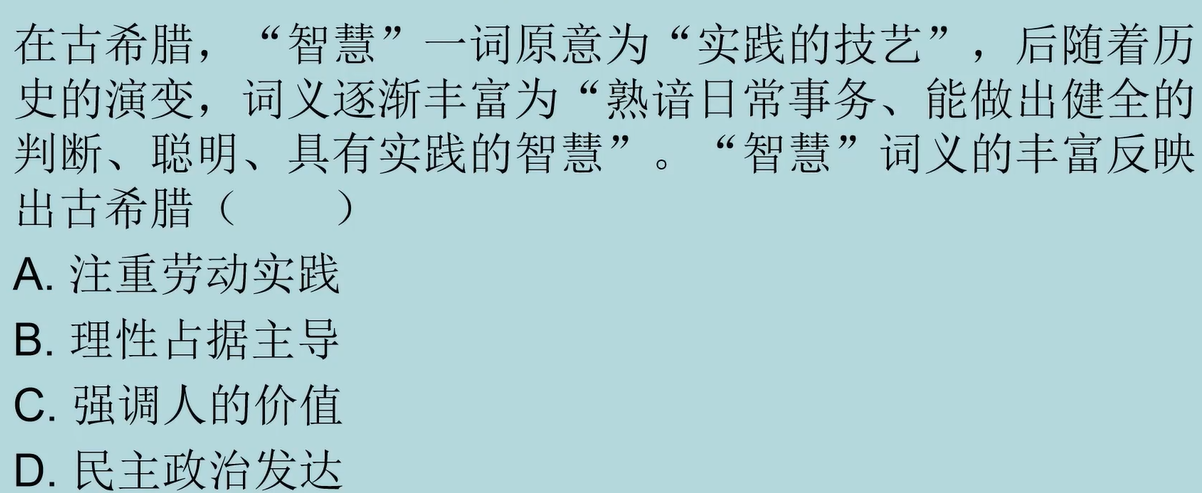 在古希腊，“智慧”一词原意为“实践的技艺”，后随着历
史的演变，词义逐渐丰富为“熟谙日常事务、能做出健全的
判断、聪明、具有实践的智慧”。“智慧”词义的丰富反映
出古希腊（　　）
A. 注重劳动实践
B. 理性占据主导
C. 强调人的价值
D. 民主政治发达